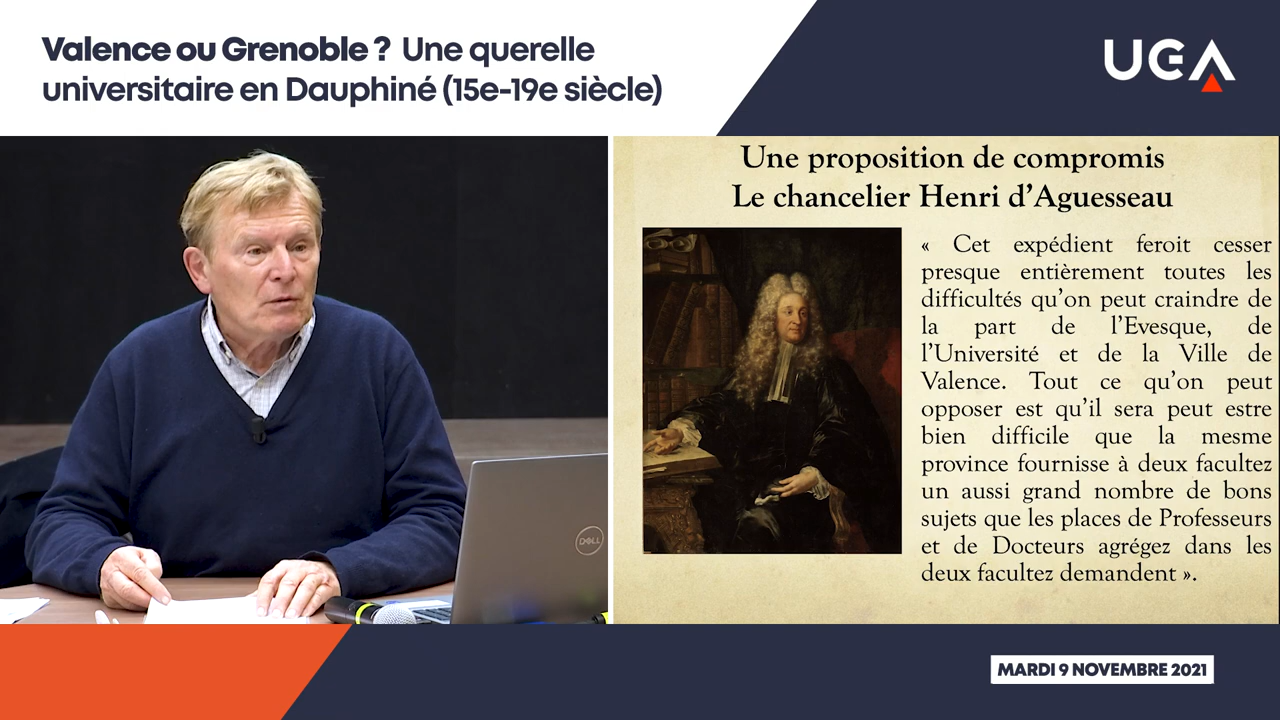 Valence ou Grenoble ? Une querelle
universitaire en Dauphiné (15e-19e siècle)
UGA
Une proposition de compromis
Le chancelier Henri d’Aguesseau
« Cet expédient feroit cesser
presque entièrement toutes les
difficultés qu’on peut craindre de
la part de l’Evesque, de
l’Université et de la Ville de
Valence. Tout ce qu’on peut
opposer est qu’il sera peut estre
bien difficile que la mesme
province fournisse à deux facultez
un aussi grand nombre de bons
sujets que les places de Professeurs
et de Docteurs agrégez dans les
deux facultez demandent ».
DELL
MARDI 9 NOVEMBRE 2021